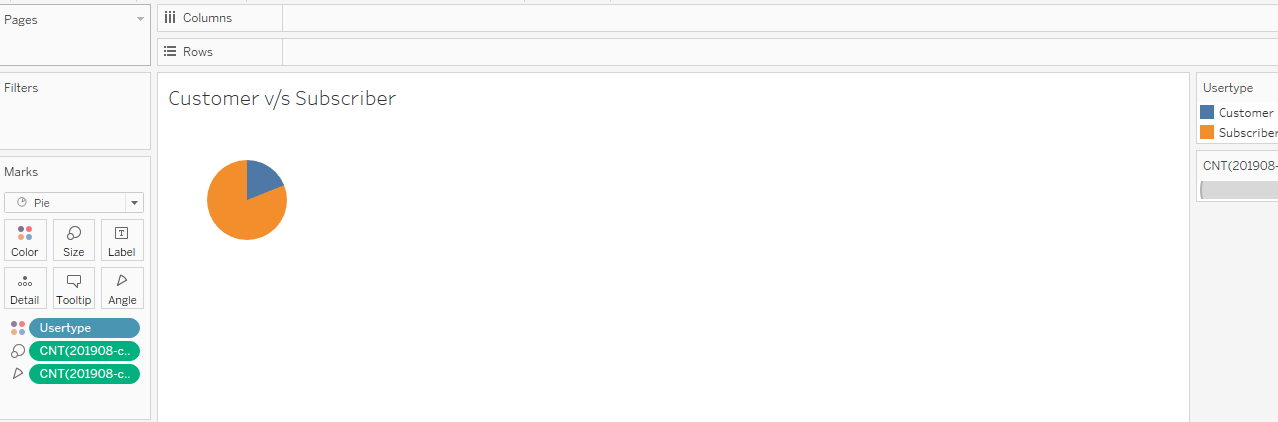 Pages
Columns
Rows
Filters
Customer v/s Subscriber
Usertype
Customer
Subscriber
CNT(201908-
Marks
Pie
Color
Size
T
Label
Detail
Tooltip
Angle
Usertype
CNT(201908-c..
CNT(201908-c..